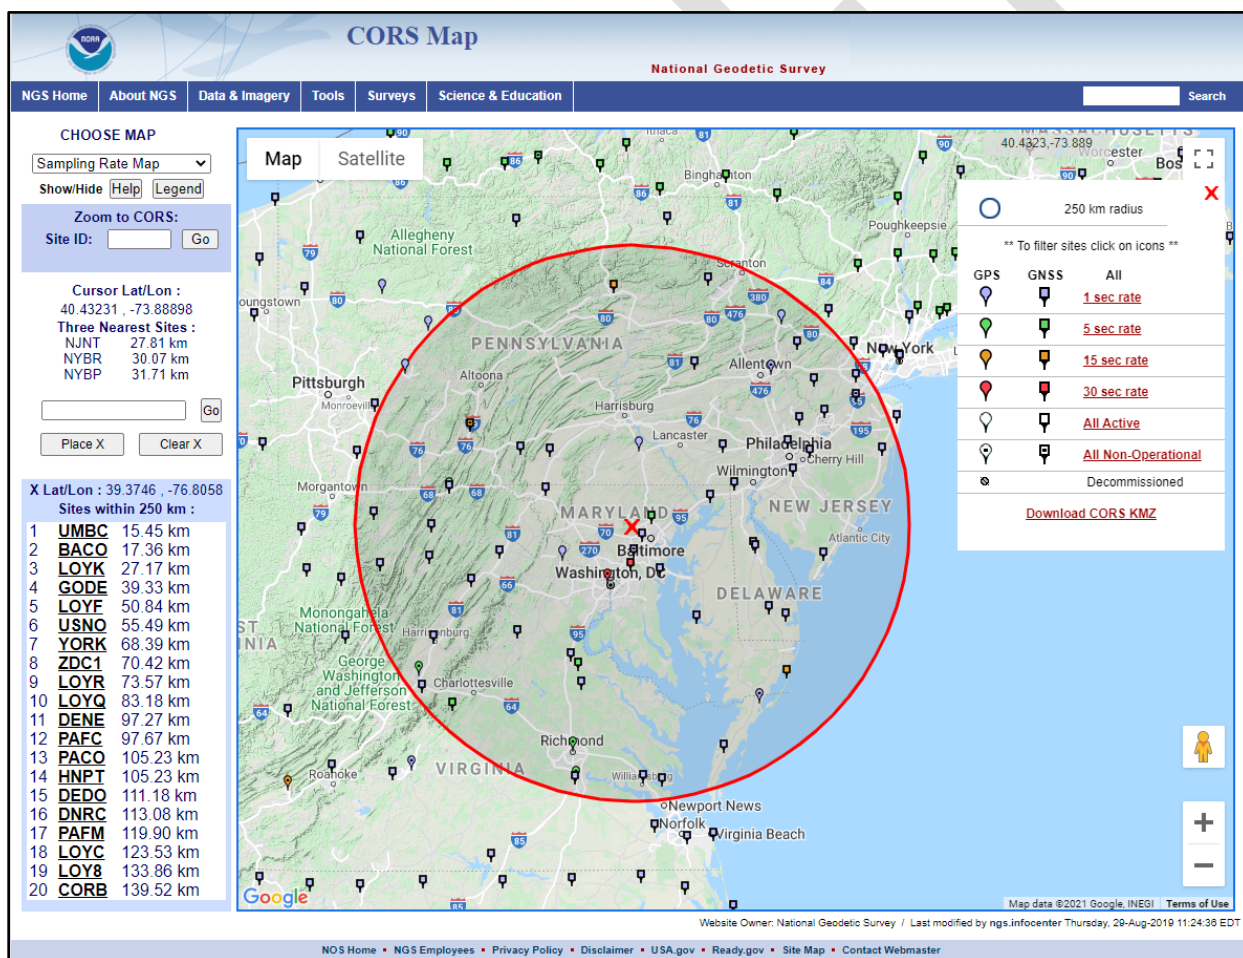 NOAA
CORS Map
National Geodetic Survey
NGS Home
About NGS
Data & Imagery
Tools
Surveys
Science & Education
Search
CHOOSE MAP
Sampling Rate Map
Show/Hide Help Legend
Zoom to CORS:
Site ID: Go
Cursor Lat/Lon :
40.43231 , -73.88898
Three Nearest Sites :
NJNT 27.81 km
NYBR 30.07 km
NYBP 31.71 km
Go
Place X Clear X
X Lat/Lon : 39.3746 , -76.8058
Sites within 250 km :
1 UMBC 15.45 km
2 BACO 17.36 km
3 LOYK 27.17 km
4 GODE 39.33 km
5 LOYF 50.84 km
6 USNO 55.49 km
7 YORK 68.39 km
8 ZDC1 70.42 km
9 LOYR 73.57 km
10 LOYQ 83.18 km
11 DENE 97.27 km
12 PAFC 97.67 km
13 PACO 105.23 km
14 HNPT 105.23 km
15 DEDO 111.18 km
16 DNRC 113.08 km
17 PAFM 119.90 km
18 LOYC 123.53 km
19 LOY8 133.86 km
20 CORB 139.52 km
Map Satellite
40.4323,-73.889
250 km radius
** To filter sites click on icons **
GPS GNSS All
1 sec rate
5 sec rate
15 sec rate
30 sec rate
All Active
All Non-Operational
Decommissioned
Download CORS KMZ
Ithaca
MASSACHUSETTS
Worcester
Bos
Binghamton
Poughkeepsie
Allegheny
National Forest
Scranton
oungstown
PENNSYLVANIA
New York
Allentown
Altoona
Pittsburgh
Monroeville
Harrisburg
Lancaster
Philadelphia
Cherry Hill
Wilmington
Morgantown
MARYLAND
NEW JERSEY
Atlantic City
Baltimore
Washington, DC
DELAWARE
Monongahela
National Forest
ST
INIA
Harrisonburg
George
Washington
and Jefferson
National Forest
Charlottesville
Richmond
VIRGINIA
Roanoke
Williamsburg
Newport News
Norfolk
Virginia Beach
Google
Map data ©2021 Google, INEGI
Terms of Use
Website Owner: National Geodetic Survey / Last modified by ngs.infocenter Thursday, 29-Aug-2019 11:24:36 EDT
NOS Home ▪ NGS Employees ▪ Privacy Policy ▪ Disclaimer ▪ USA.gov ▪ Ready.gov ▪ Site Map ▪ Contact Webmaster